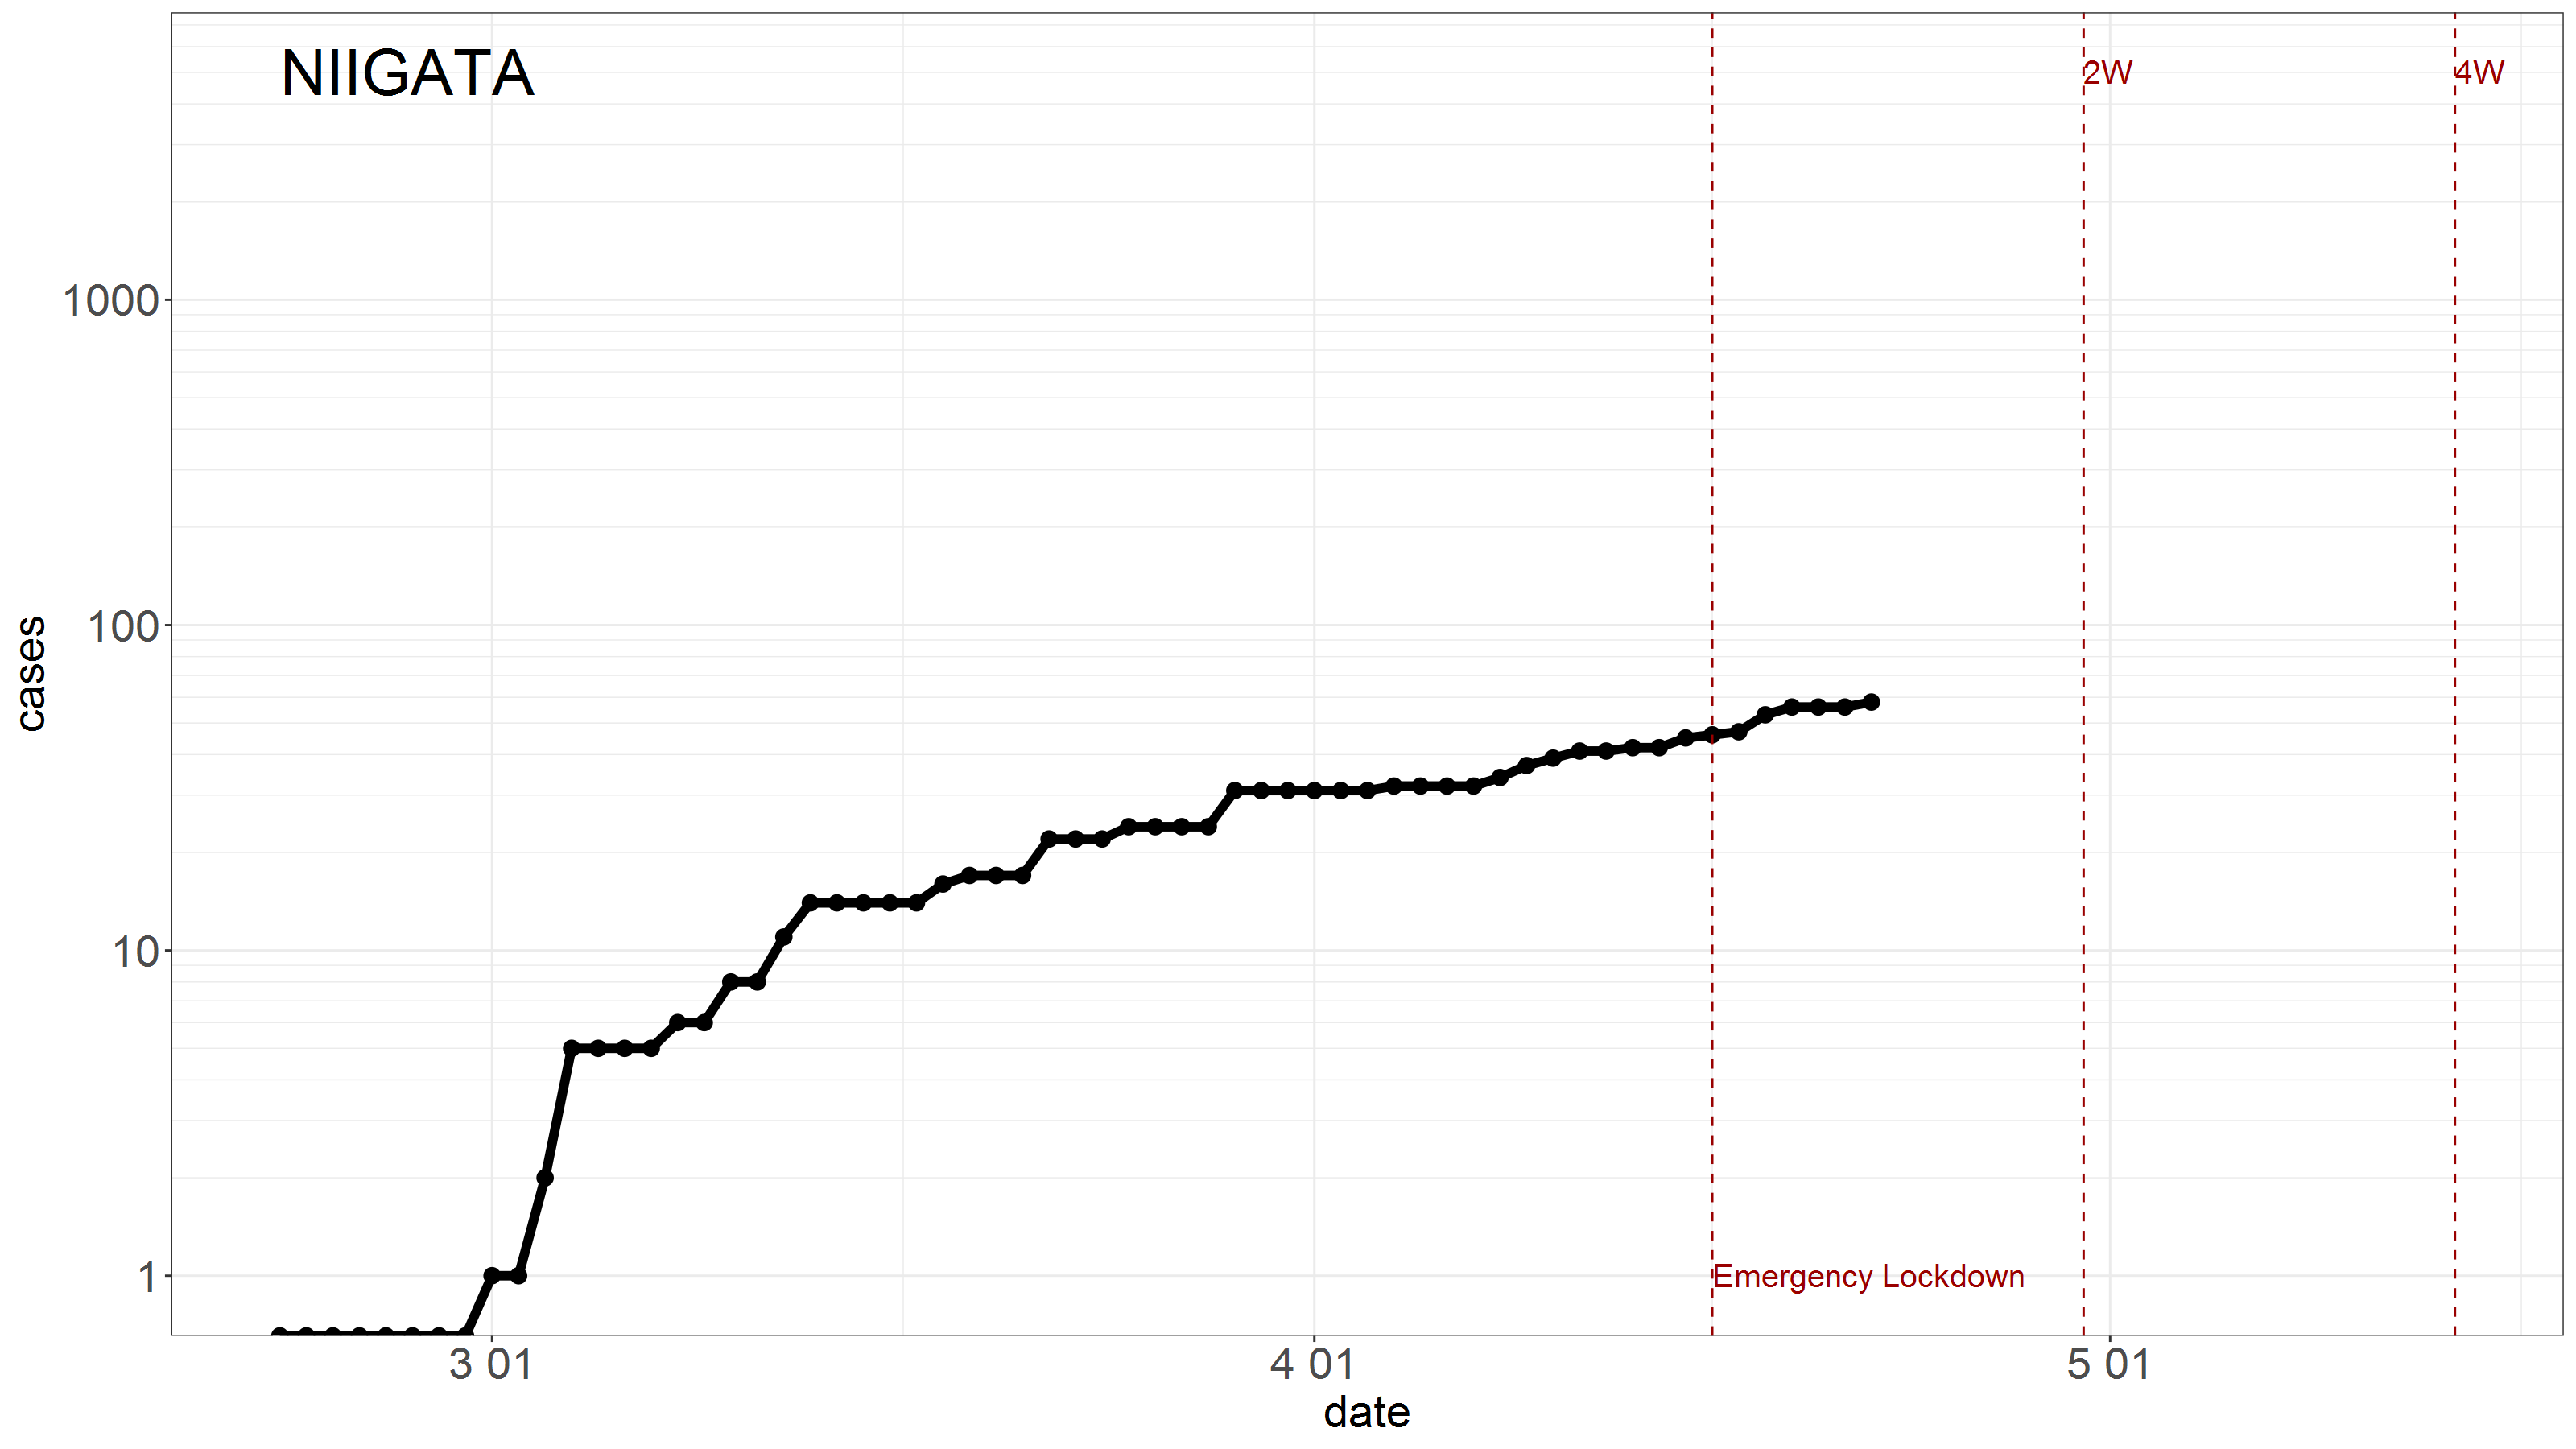 NIIGATA
2W
4W
1000
100
10
1
cases
Emergency Lockdown
3 01
4 01
5 01
date